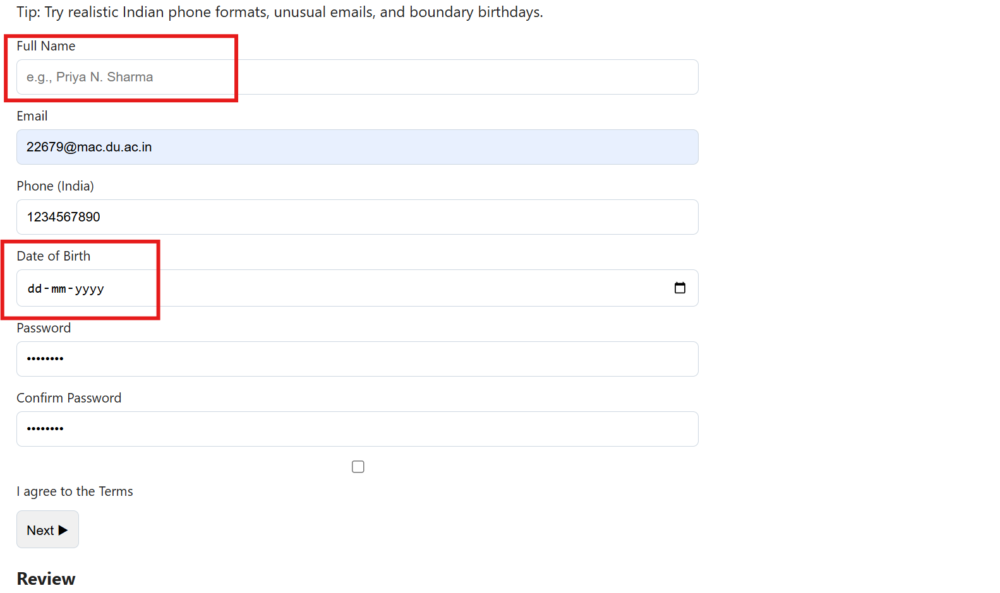 Tip: Try realistic Indian phone formats, unusual emails, and boundary birthdays.
Full Name
e.g., Priya N. Sharma
Email
22679@mac.du.ac.in
Phone (India)
1234567890
Date of Birth
dd-mm-yyyy
Password
••••••••
Confirm Password
••••••••
I agree to the Terms
Next ▶
Review